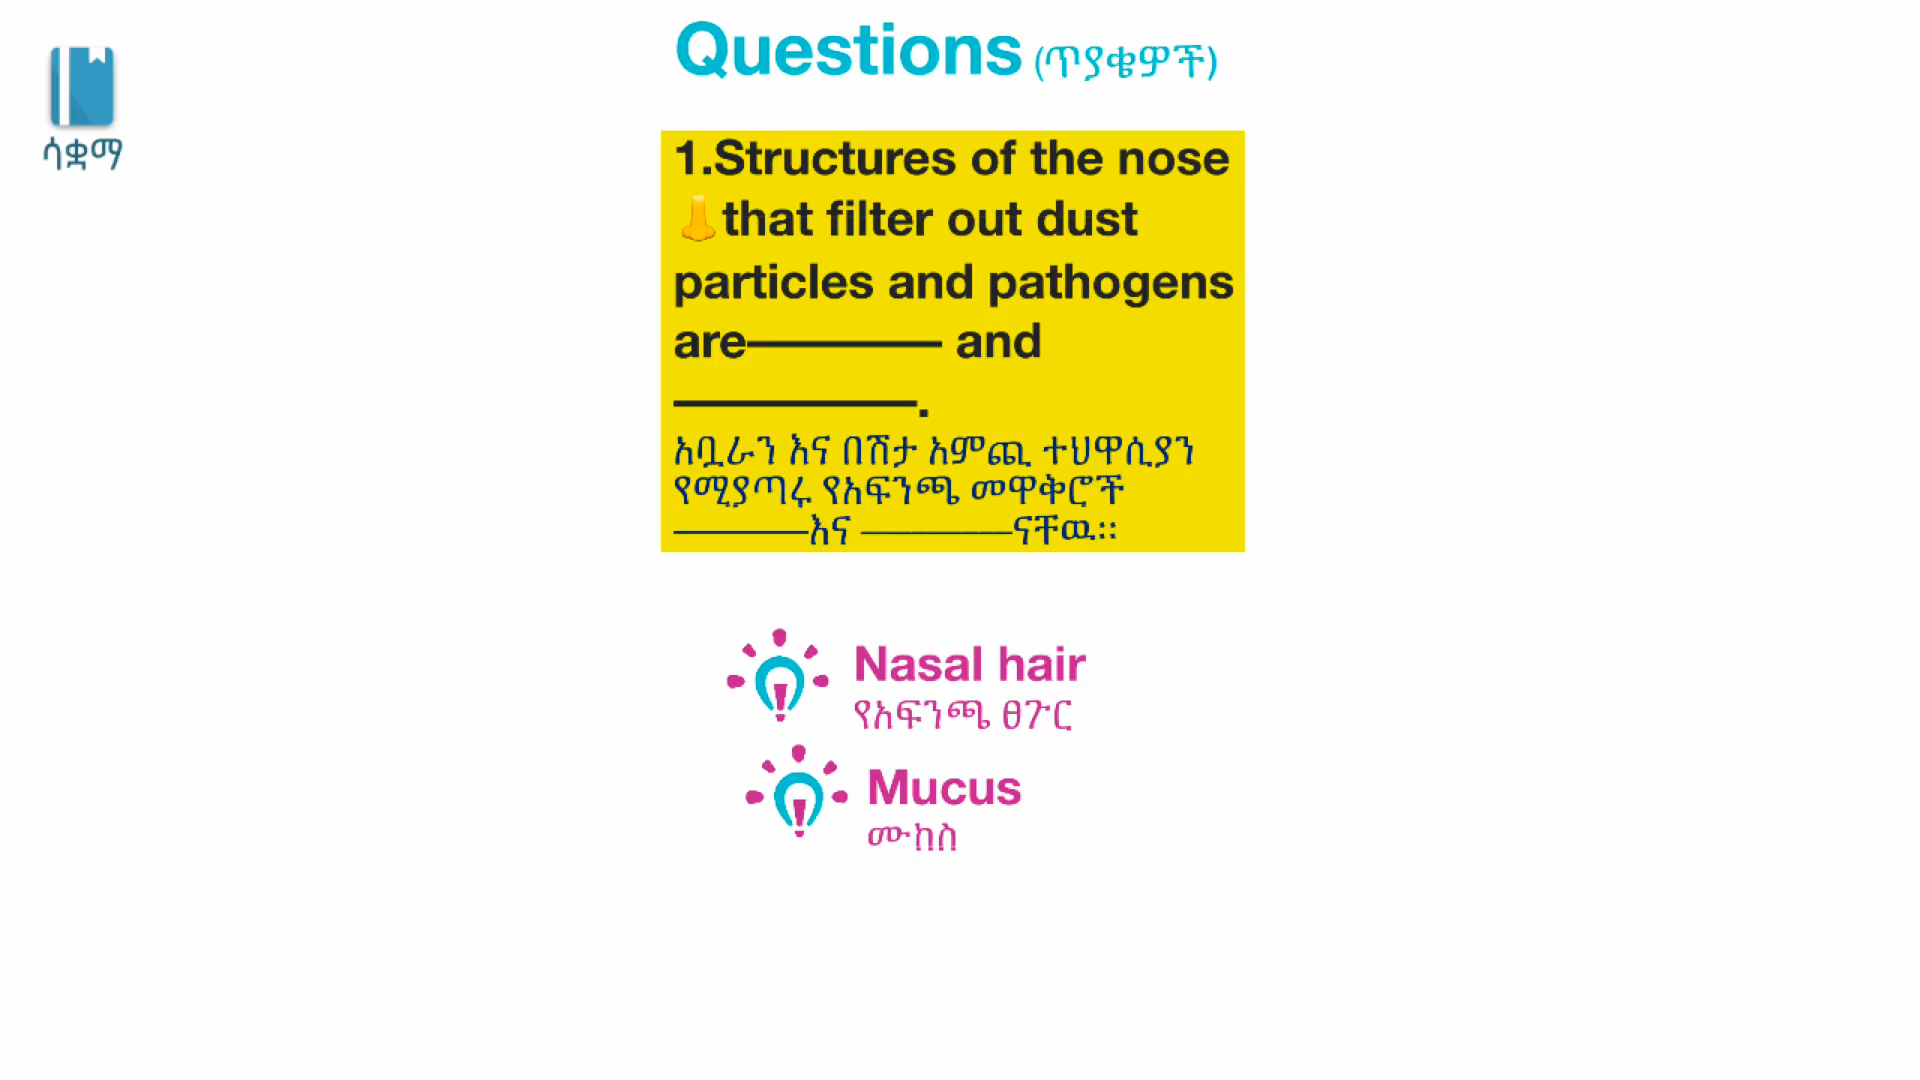 Questions (ጥያቄዎች)
ሳቋማ
1.Structures of the nose
👃that filter out dust
particles and pathogens
are———— and
—————.
አቧራን እና በሽታ አምጪ ተህዋሲያን
የሚያጣሩ የአፍንጫ መዋቅሮች
————እና ————ናቸዉ።
Nasal hair
የአፍንጫ ፀጉር
Mucus
ሙከስ